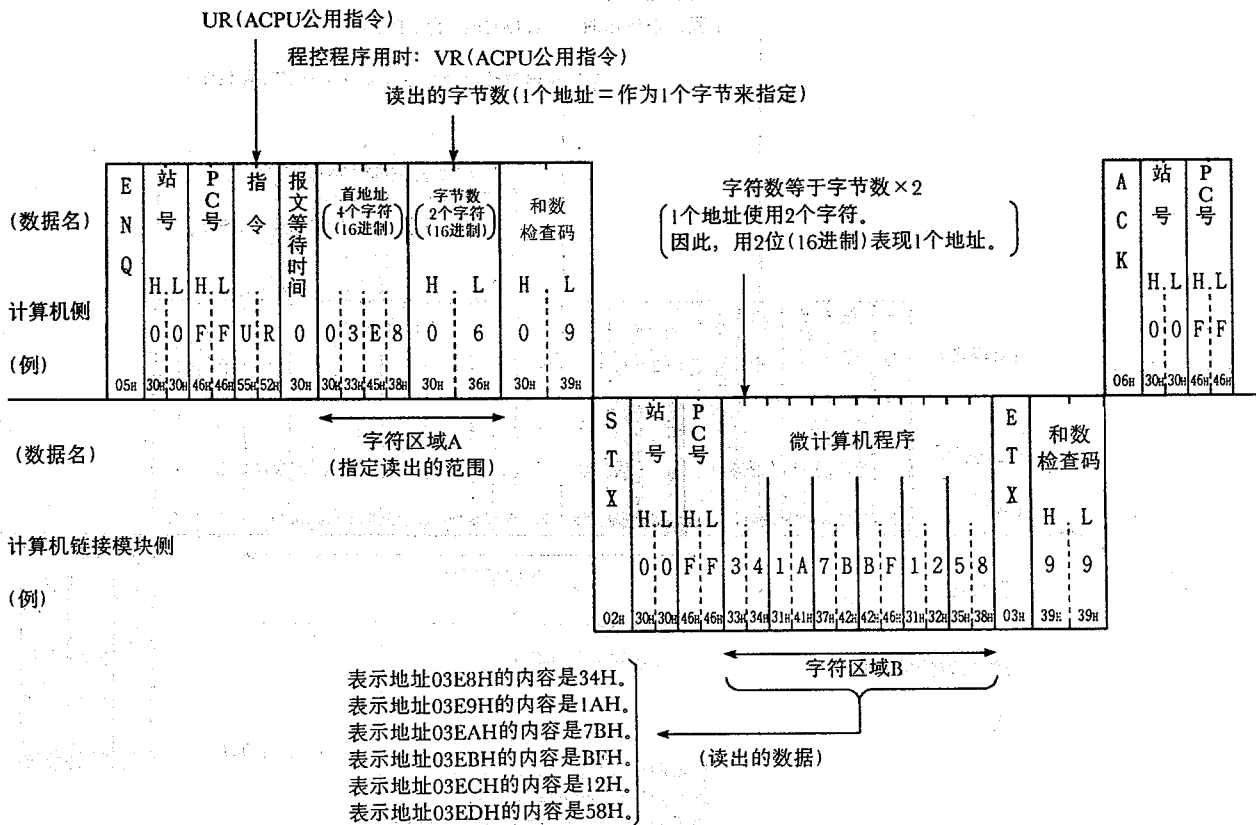 UR(ACPU公用指令)
程控程序用时：VR(ACPU公用指令)
读出的字节数(1个地址＝作为1个字节来指定)
(数据名)
计算机侧
(例)
E N Q
05H
站号
H L
0 0
30H 30H
PC号
H L
F F
46H 46H
指令
U R
55H 52H
报文等待时间
0
30H
首地址
(4个字符)
(16进制)
0 3 E 8
30H 33H 45H 38H
字节数
(2个字符)
(16进制)
H L
0 6
30H 36H
和数
检查码
H L
0 9
30H 39H
字符数等于字节数×2
(1个地址使用2个字符。
因此，用2位(16进制)表现1个地址。)
A C K
06H
站号
H L
0 0
30H 30H
PC号
H L
F F
46H 46H
字符区域A
(指定读出的范围)
(数据名)
计算机链接模块侧
(例)
S T X
02H
站号
H L
0 0
30H 30H
PC号
H L
F F
46H 46H
微计算机程序
3 4 1 A 7 B B F 1 2 5 8
33H 34H 31H 41H 37H 42H 42H 46H 31H 32H 35H 38H
E T X
03H
和数
检查码
H L
9 9
39H 39H
字符区域B
(读出的数据)
表示地址03E8H的内容是34H。
表示地址03E9H的内容是1AH。
表示地址03EAH的内容是7BH。
表示地址03EBH的内容是BFH。
表示地址03ECH的内容是12H。
表示地址03EDH的内容是58H。